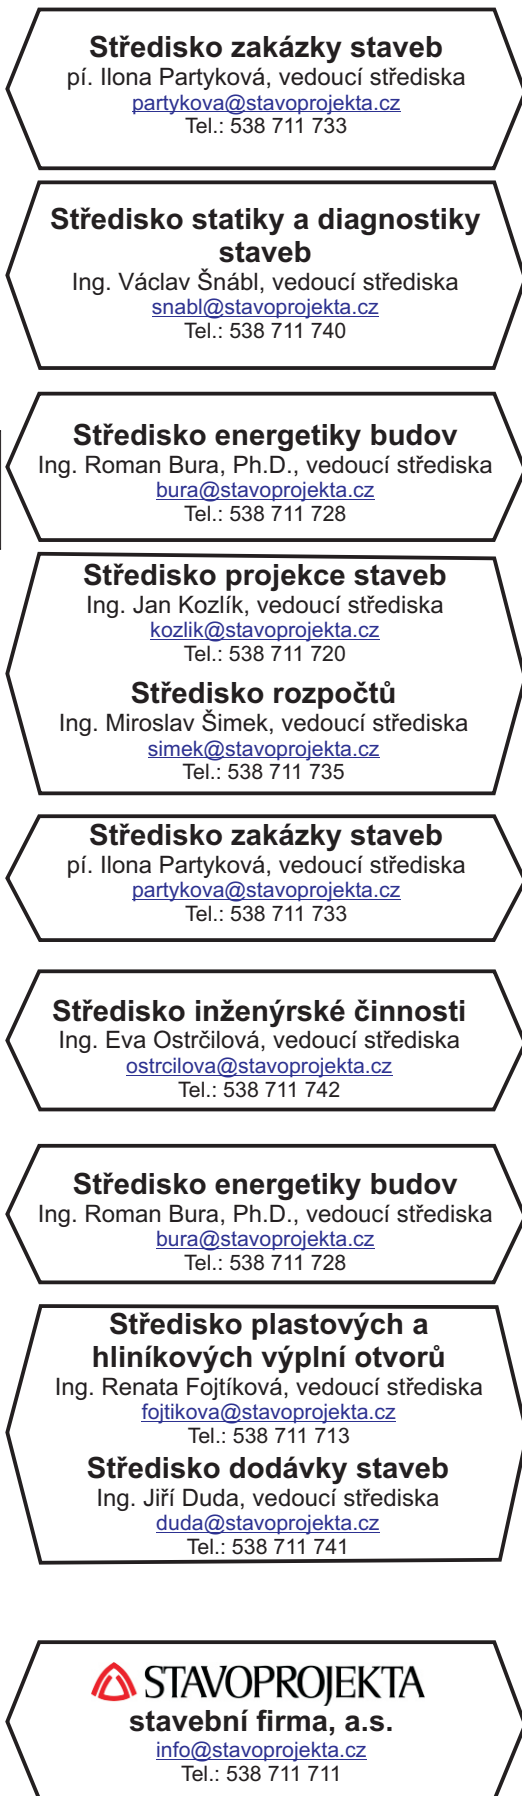 Středisko zakázky staveb
pí. Ilona Partyková, vedoucí střediska
partykova@stavoprojekta.cz
Tel.: 538 711 733
Středisko statiky a diagnostiky
staveb
Ing. Václav Šnábl, vedoucí střediska
snabl@stavoprojekta.cz
Tel.: 538 711 740
Středisko energetiky budov
Ing. Roman Bura, Ph.D., vedoucí střediska
bura@stavoprojekta.cz
Tel.: 538 711 728
Středisko projekce staveb
Ing. Jan Kozlík, vedoucí střediska
kozlik@stavoprojekta.cz
Tel.: 538 711 720
Středisko rozpočtů
Ing. Miroslav Šimek, vedoucí střediska
simek@stavoprojekta.cz
Tel.: 538 711 735
Středisko zakázky staveb
pí. Ilona Partyková, vedoucí střediska
partykova@stavoprojekta.cz
Tel.: 538 711 733
Středisko inženýrské činnosti
Ing. Eva Ostrčilová, vedoucí střediska
ostrcilova@stavoprojekta.cz
Tel.: 538 711 742
Středisko energetiky budov
Ing. Roman Bura, Ph.D., vedoucí střediska
bura@stavoprojekta.cz
Tel.: 538 711 728
Středisko plastových a
hliníkových výplní otvorů
Ing. Renata Fojtíková, vedoucí střediska
fojtikova@stavoprojekta.cz
Tel.: 538 711 713
Středisko dodávky staveb
Ing. Jiří Duda, vedoucí střediska
duda@stavoprojekta.cz
Tel.: 538 711 741
STAVOPROJEKTA
stavební firma, a.s.
info@stavoprojekta.cz
Tel.: 538 711 711